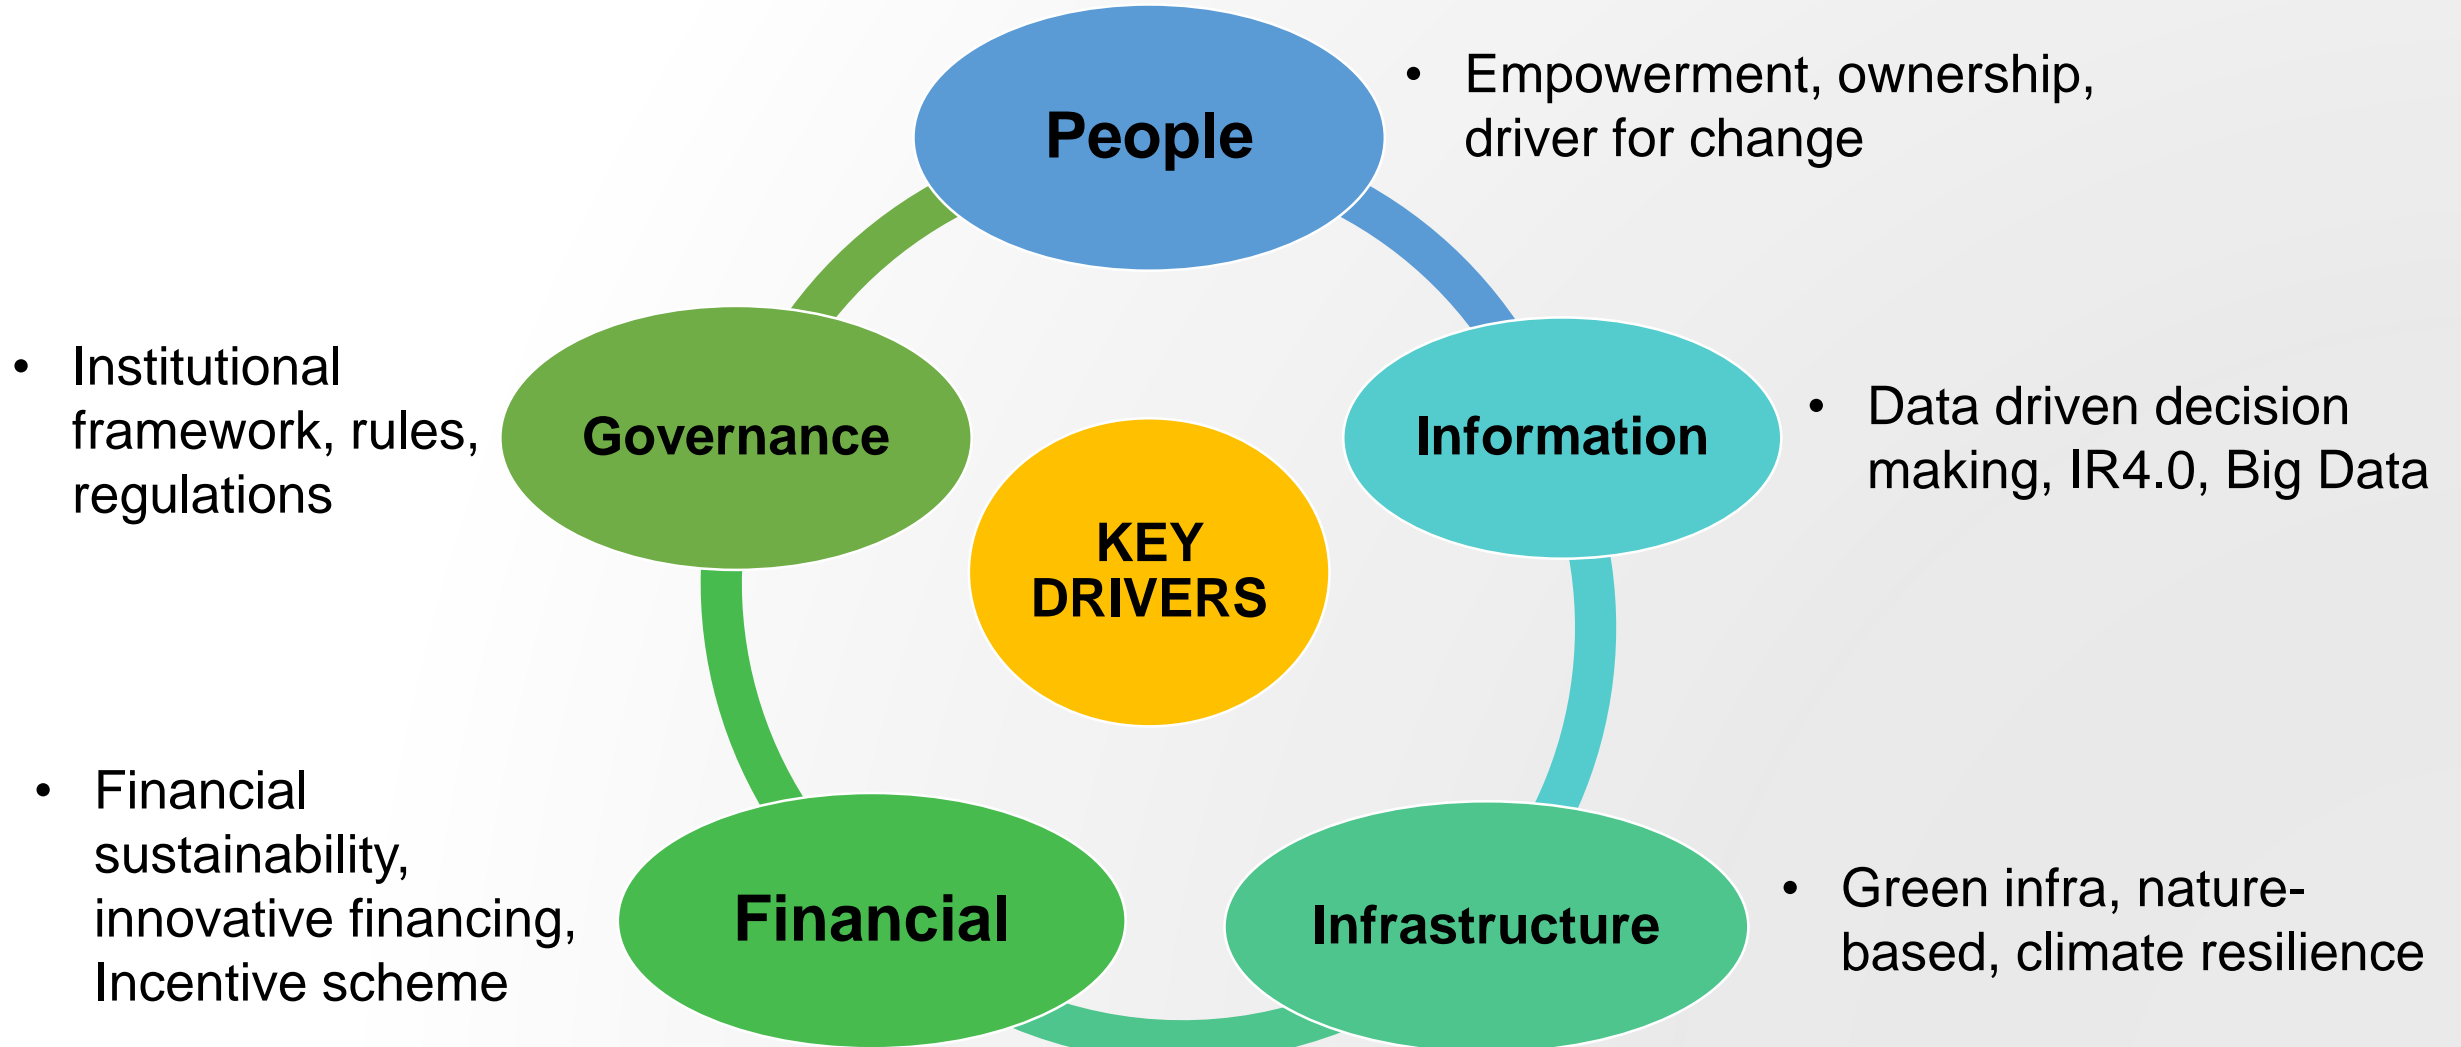 People
• Empowerment, ownership,
driver for change
Information
• Data driven decision
making, IR4.0, Big Data
Infrastructure
• Green infra, nature-
based, climate resilience
Financial
• Financial
sustainability,
innovative financing,
Incentive scheme
Governance
• Institutional
framework, rules,
regulations
KEY
DRIVERS